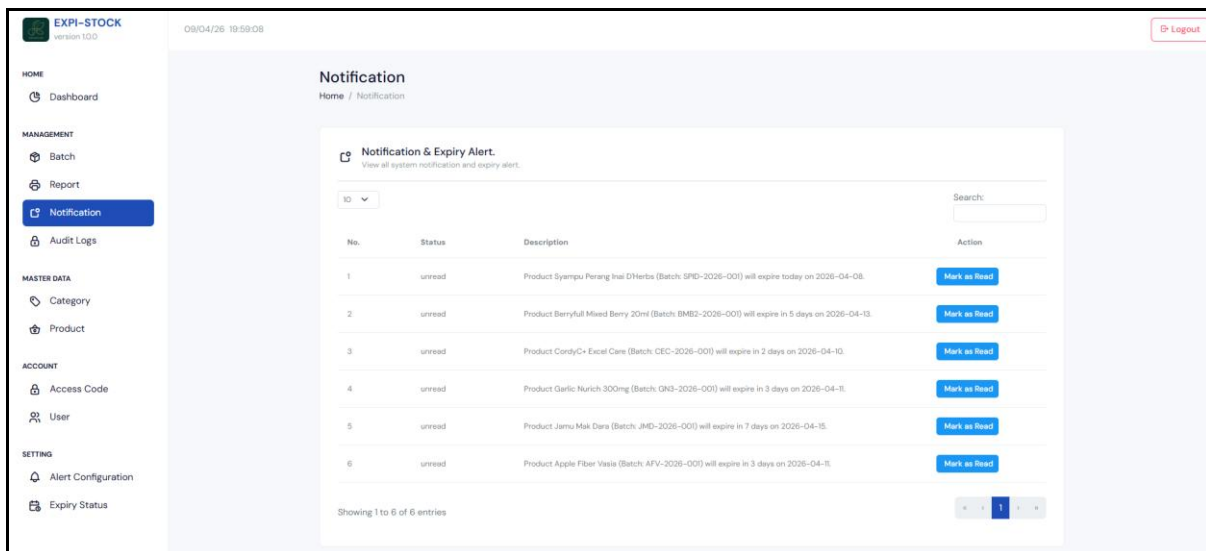 EXPI-STOCK
version 1.0.0
09/04/26 19:59:08
Logout
HOME
Dashboard
MANAGEMENT
Batch
Report
Notification
Audit Logs
MASTER DATA
Category
Product
ACCOUNT
Access Code
User
SETTING
Alert Configuration
Expiry Status
Notification
Home / Notification
Notification & Expiry Alert.
View all system notification and expiry alert.
10
Search:
No. Status Description Action
1 unread Product Syampu Perang Inai D'Herbs (Batch: SPID-2026-001) will expire today on 2026-04-08. Mark as Read
2 unread Product Berryfull Mixed Berry 20ml (Batch: BMB2-2026-001) will expire in 5 days on 2026-04-13. Mark as Read
3 unread Product CordyC+ Excel Care (Batch: CEC-2026-001) will expire in 2 days on 2026-04-10. Mark as Read
4 unread Product Garlic Nurich 300mg (Batch: GN3-2026-001) will expire in 3 days on 2026-04-11. Mark as Read
5 unread Product Jamu Mak Dara (Batch: JMD-2026-001) will expire in 7 days on 2026-04-15. Mark as Read
6 unread Product Apple Fiber Vasia (Batch: AFV-2026-001) will expire in 3 days on 2026-04-11. Mark as Read
Showing 1 to 6 of 6 entries
« ‹ 1 › »